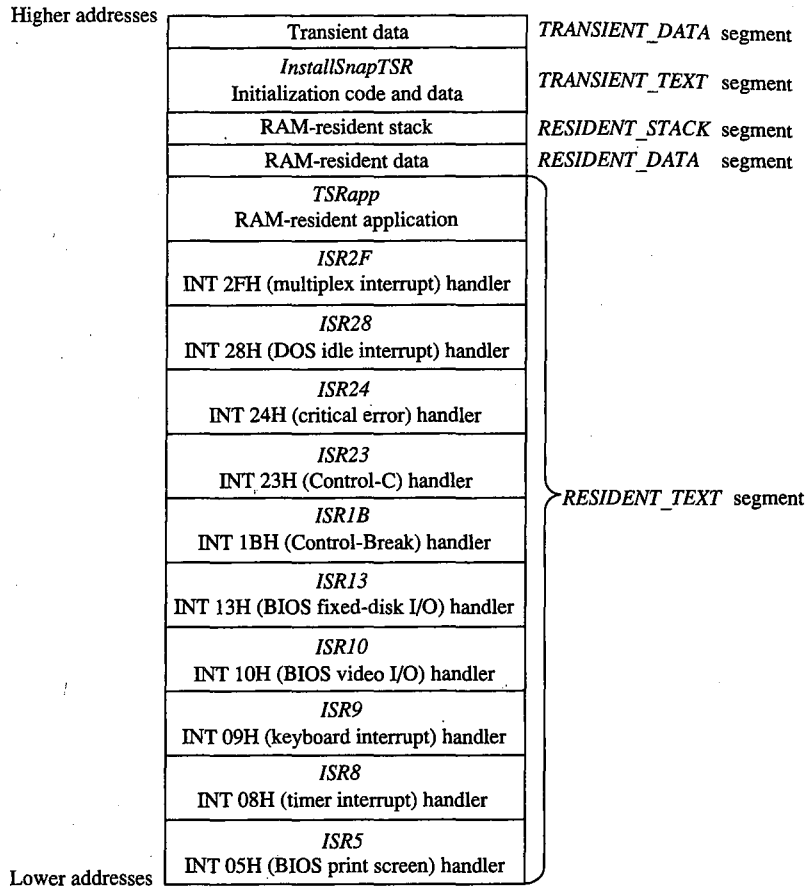 Higher addresses
Transient data
TRANSIENT_DATA segment
InstallSnapTSR
Initialization code and data
TRANSIENT_TEXT segment
RAM-resident stack
RESIDENT_STACK segment
RAM-resident data
RESIDENT_DATA segment
TSRapp
RAM-resident application
ISR2F
INT 2FH (multiplex interrupt) handler
ISR28
INT 28H (DOS idle interrupt) handler
ISR24
INT 24H (critical error) handler
ISR23
INT 23H (Control-C) handler
RESIDENT_TEXT segment
ISR1B
INT 1BH (Control-Break) handler
ISR13
INT 13H (BIOS fixed-disk I/O) handler
ISR10
INT 10H (BIOS video I/O) handler
ISR9
INT 09H (keyboard interrupt) handler
ISR8
INT 08H (timer interrupt) handler
ISR5
INT 05H (BIOS print screen) handler
Lower addresses